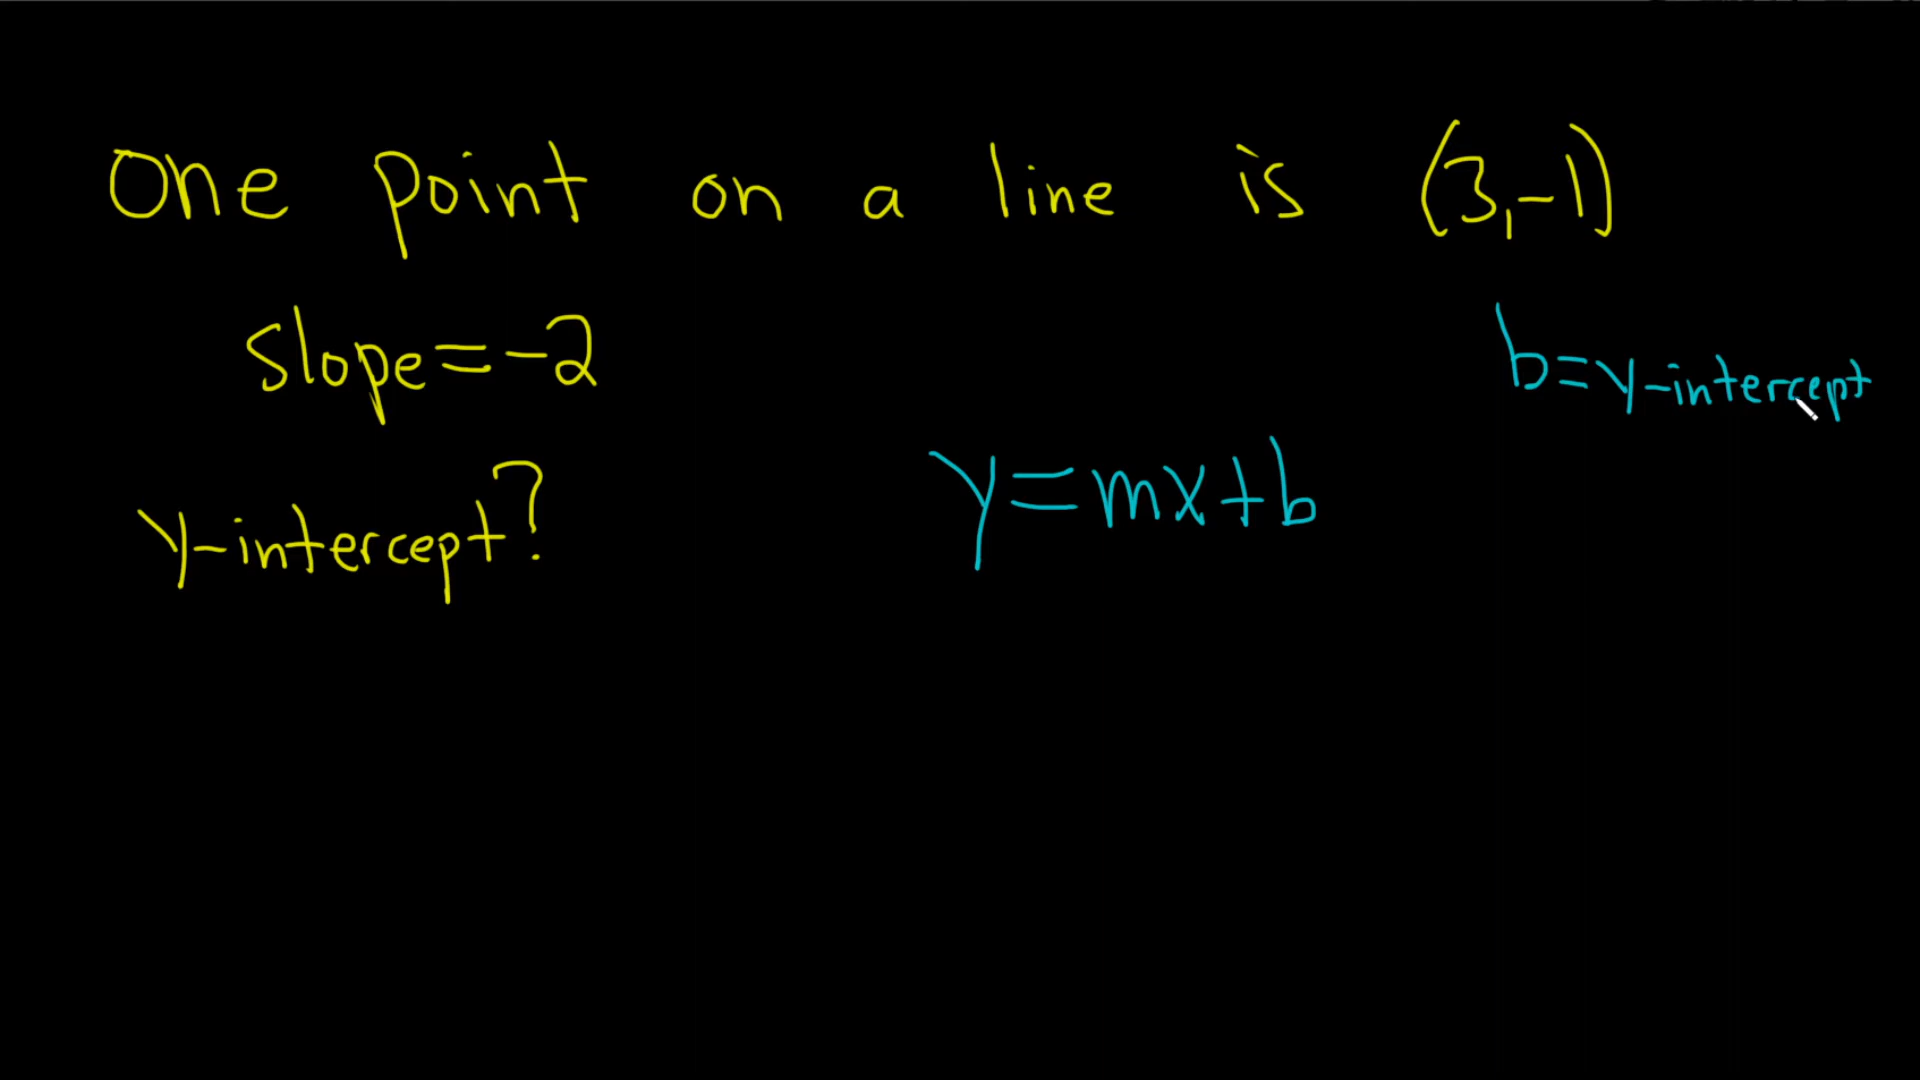 One point on a line is (3,-1)
slope=-2
b=y-intercept
y-intercept?
y=mx+b